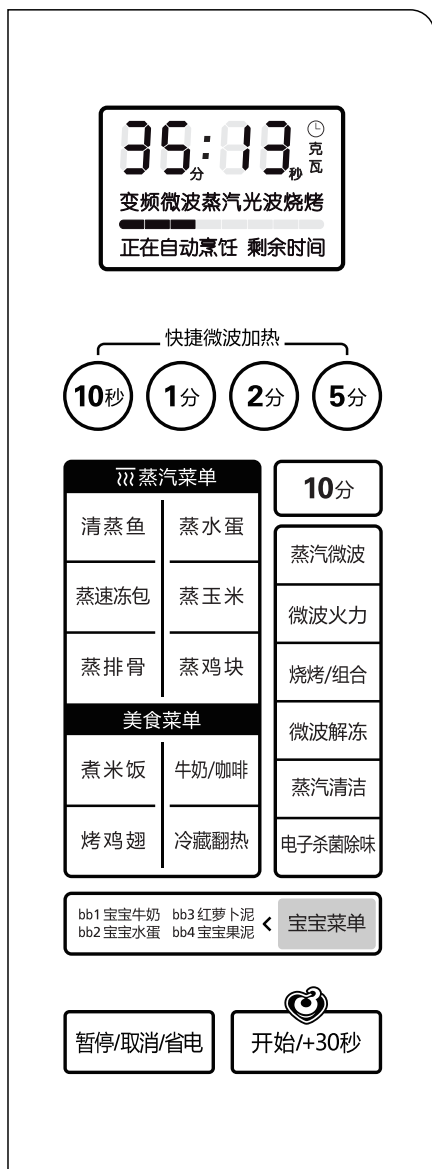 35:13
分 秒
克
瓦
变频微波蒸汽光波烧烤
正在自动烹饪 剩余时间
快捷微波加热
10秒 1分 2分 5分
蒸汽菜单
清蒸鱼 蒸水蛋
蒸速冻包 蒸玉米
蒸排骨 蒸鸡块
美食菜单
煮米饭 牛奶/咖啡
烤鸡翅 冷藏翻热
10分
蒸汽微波
微波火力
烧烤/组合
微波解冻
蒸汽清洁
电子杀菌除味
bb1 宝宝牛奶 bb3 红萝卜泥
bb2 宝宝水蛋 bb4 宝宝果泥
< 宝宝菜单
暂停/取消/省电 开始/+30秒